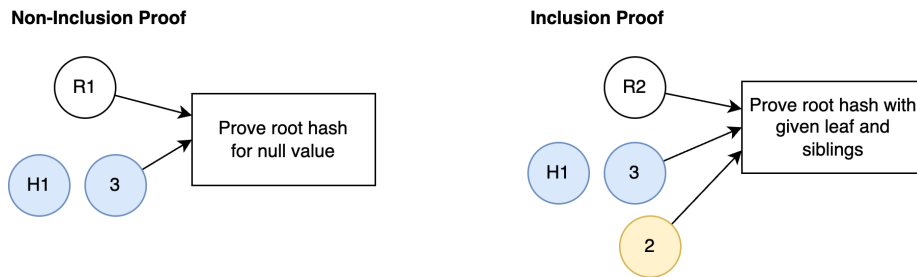 Non-Inclusion Proof
R1
Prove root hash
for null value
H1
3
Inclusion Proof
R2
Prove root hash with
given leaf and
siblings
H1
3
2